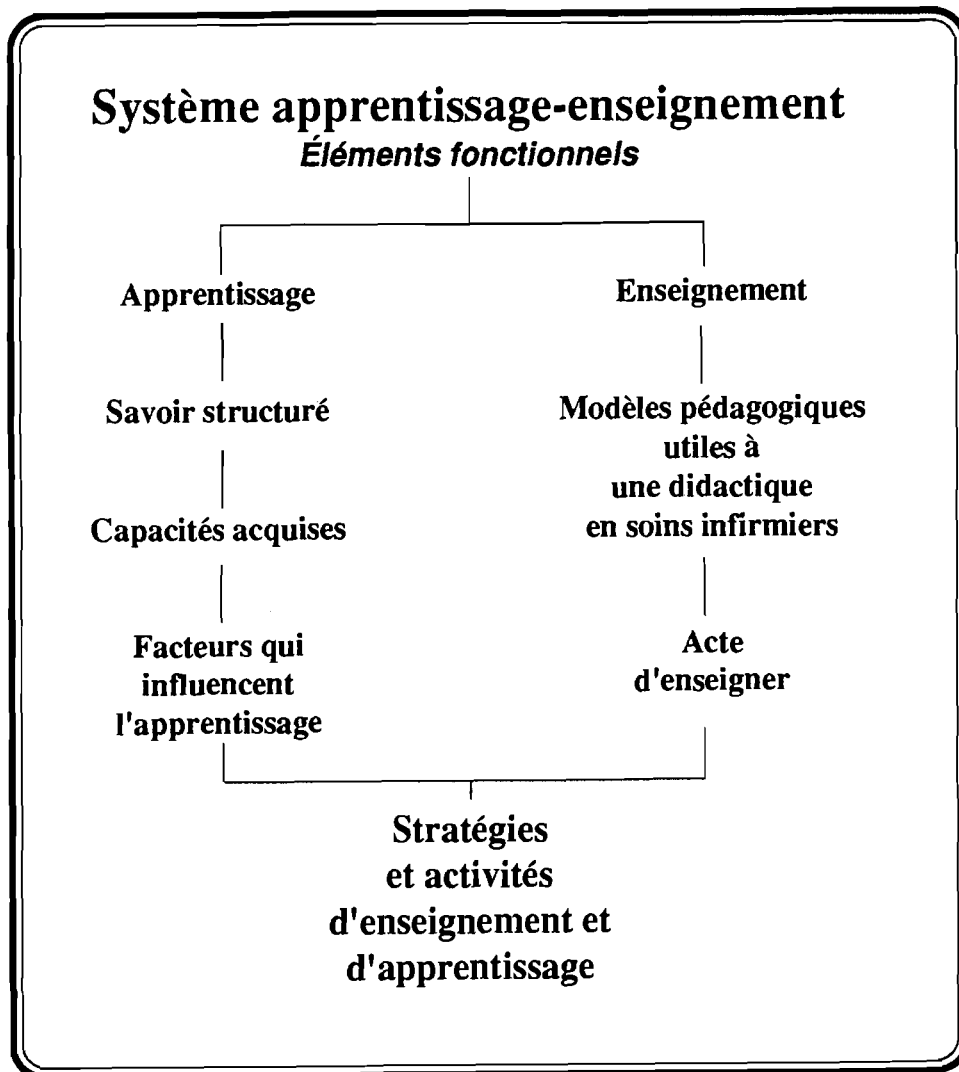 Système apprentissage-enseignement
Éléments fonctionnels
Apprentissage
Enseignement
Savoir structuré
Modèles pédagogiques
utiles à
une didactique
en soins infirmiers
Capacités acquises
Facteurs qui
influencent
l'apprentissage
Acte
d'enseigner
Stratégies
et activités
d'enseignement et
d'apprentissage